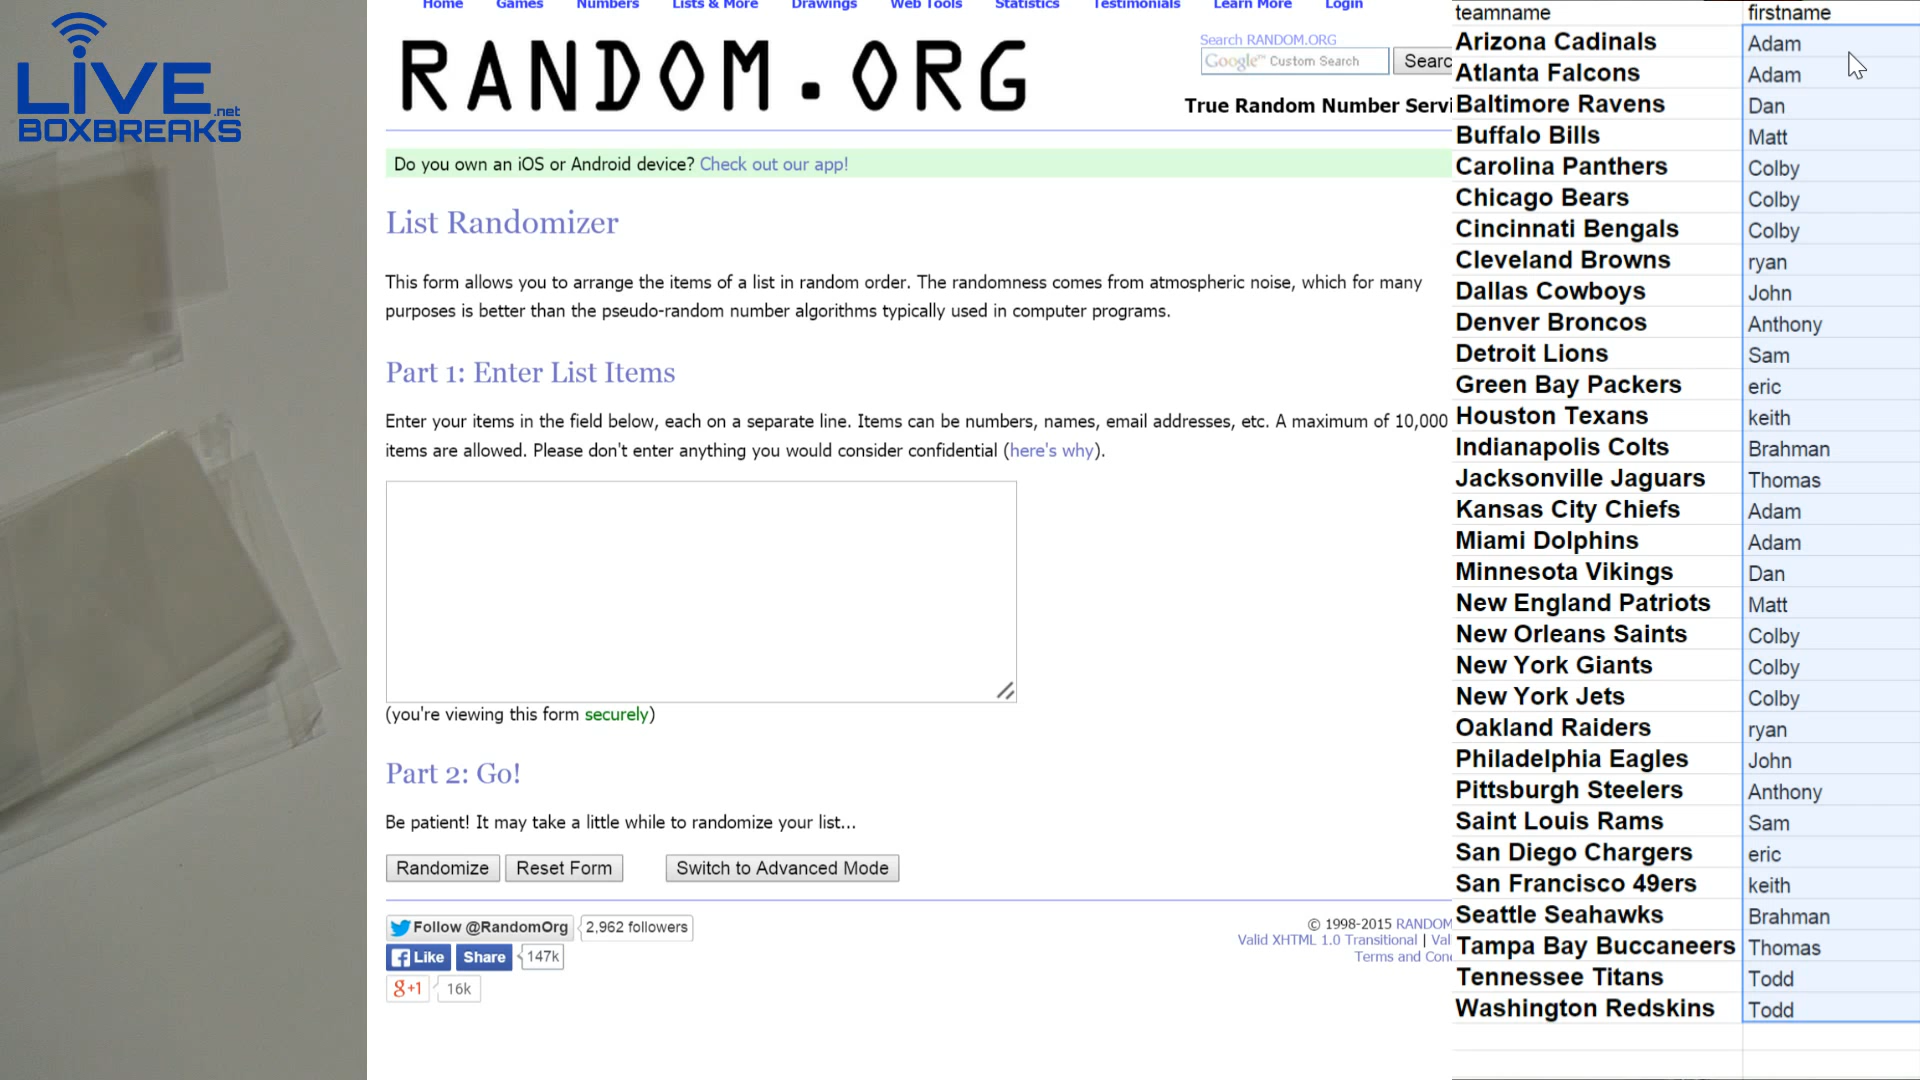 LiVE
.net
BOXBREAKS
Home Games Numbers Lists & More Drawings Web Tools Statistics Testimonials Learn More Login
RANDOM.ORG
Search RANDOM.ORG
Google™ Custom Search Searc
True Random Number Servi
Do you own an iOS or Android device? Check out our app!
List Randomizer
This form allows you to arrange the items of a list in random order. The randomness comes from atmospheric noise, which for many
purposes is better than the pseudo-random number algorithms typically used in computer programs.
Part 1: Enter List Items
Enter your items in the field below, each on a separate line. Items can be numbers, names, email addresses, etc. A maximum of 10,000
items are allowed. Please don't enter anything you would consider confidential (here's why).
(you're viewing this form securely)
Part 2: Go!
Be patient! It may take a little while to randomize your list...
Randomize Reset Form Switch to Advanced Mode
Follow @RandomOrg 2,962 followers
Like Share 147k
g+1 16k
© 1998-2015 RANDOM
Valid XHTML 1.0 Transitional | Val
Terms and Con
teamname firstname
Arizona Cadinals Adam
Atlanta Falcons Adam
Baltimore Ravens Dan
Buffalo Bills Matt
Carolina Panthers Colby
Chicago Bears Colby
Cincinnati Bengals Colby
Cleveland Browns ryan
Dallas Cowboys John
Denver Broncos Anthony
Detroit Lions Sam
Green Bay Packers eric
Houston Texans keith
Indianapolis Colts Brahman
Jacksonville Jaguars Thomas
Kansas City Chiefs Adam
Miami Dolphins Adam
Minnesota Vikings Dan
New England Patriots Matt
New Orleans Saints Colby
New York Giants Colby
New York Jets Colby
Oakland Raiders ryan
Philadelphia Eagles John
Pittsburgh Steelers Anthony
Saint Louis Rams Sam
San Diego Chargers eric
San Francisco 49ers keith
Seattle Seahawks Brahman
Tampa Bay Buccaneers Thomas
Tennessee Titans Todd
Washington Redskins Todd